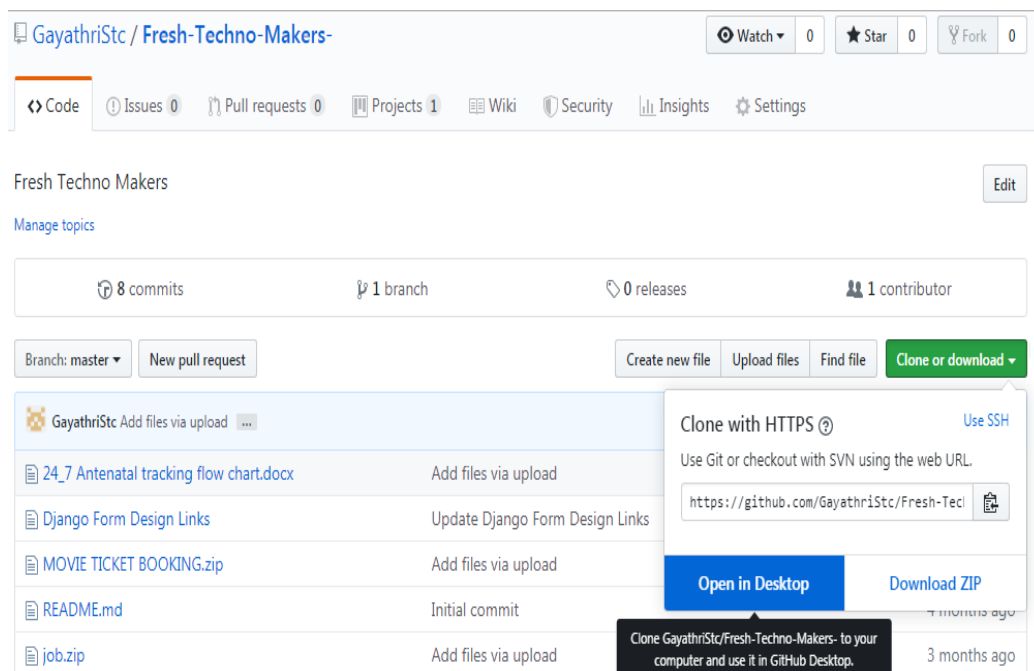 GayathriStc / Fresh-Techno-Makers-
Watch 0 Star 0 Fork 0
Code Issues 0 Pull requests 0 Projects 1 Wiki Security Insights Settings
Fresh Techno Makers
Edit
Manage topics
8 commits 1 branch 0 releases 1 contributor
Branch: master New pull request Create new file Upload files Find file Clone or download
GayathriStc Add files via upload ...
24_7 Antenatal tracking flow chart.docx Add files via upload
Django Form Design Links Update Django Form Design Links
MOVIE TICKET BOOKING.zip Add files via upload
README.md Initial commit 4 months ago
job.zip Add files via upload 3 months ago
Clone with HTTPS Use SSH
Use Git or checkout with SVN using the web URL.
https://github.com/GayathriStc/Fresh-Tec
Open in Desktop Download ZIP
Clone GayathriStc/Fresh-Techno-Makers- to your
computer and use it in GitHub Desktop.